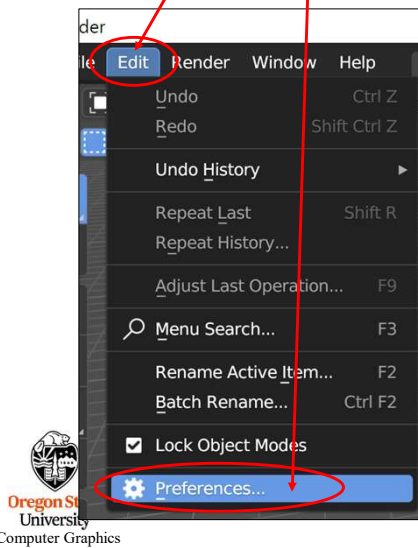 der
ile Edit Render Window Help
Undo Ctrl Z
Redo Shift Ctrl Z
Undo History
Repeat Last Shift R
Repeat History...
Adjust Last Operation... F9
Menu Search... F3
Rename Active Item... F2
Batch Rename... Ctrl F2
Lock Object Modes
Preferences...
Oregon St
University
Computer Graphics